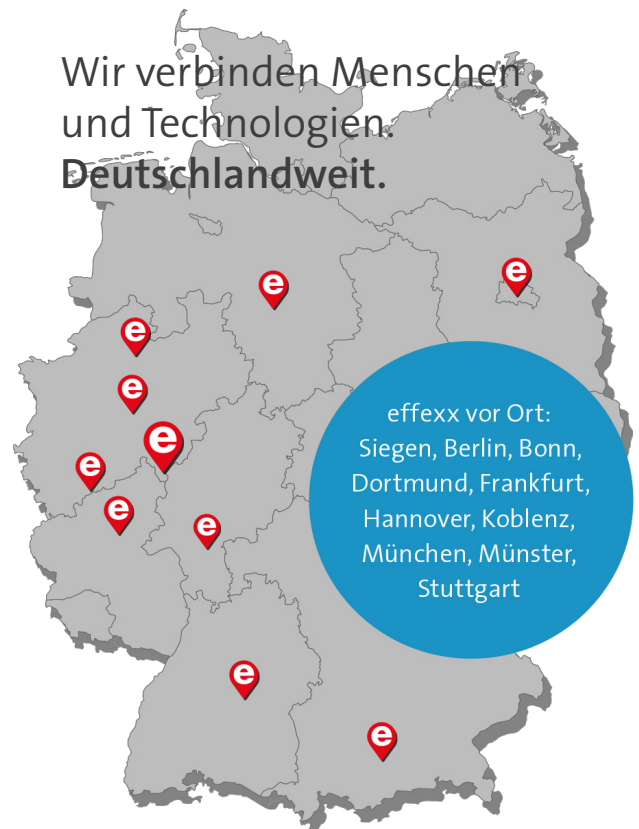 Wir verbinden Menschen
und Technologien.
Deutschlandweit.
e
e
e
e
e
e
e
e
e
e
effexx vor Ort:
Siegen, Berlin, Bonn,
Dortmund, Frankfurt,
Hannover, Koblenz,
München, Münster,
Stuttgart